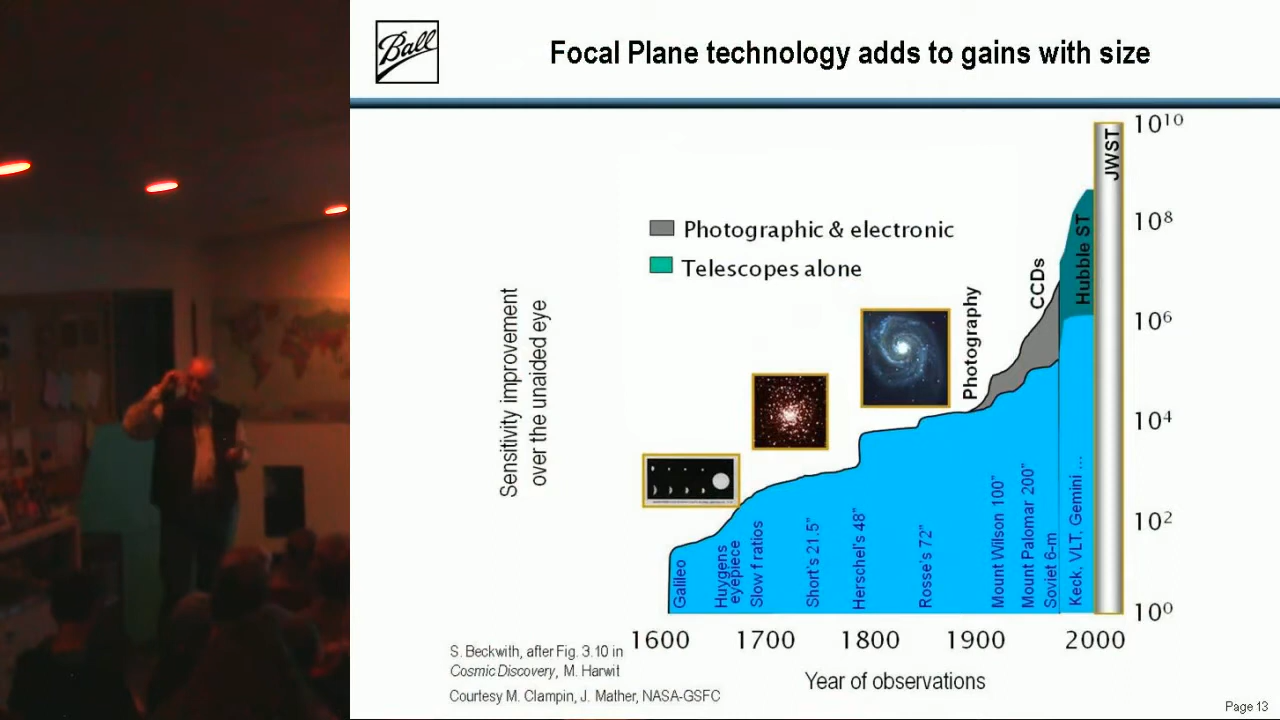 Ball
Focal Plane technology adds to gains with size
10¹⁰
JWST
10⁸
Photographic & electronic
Telescopes alone
CCDs
Hubble ST
Sensitivity improvement
over the unaided eye
Photography
10⁶
10⁴
10²
10⁰
Galileo
Huygens
eyepiece
Slow f ratios
Short's 21.5"
Herschel's 48"
Rosse's 72"
Mount Wilson 100"
Mount Palomar 200"
Soviet 6-m
Keck, VLT, Gemini ...
1600 1700 1800 1900 2000
Year of observations
S. Beckwith, after Fig. 3.10 in
Cosmic Discovery, M. Harwit
Courtesy M. Clampin, J. Mather, NASA-GSFC
Page 13